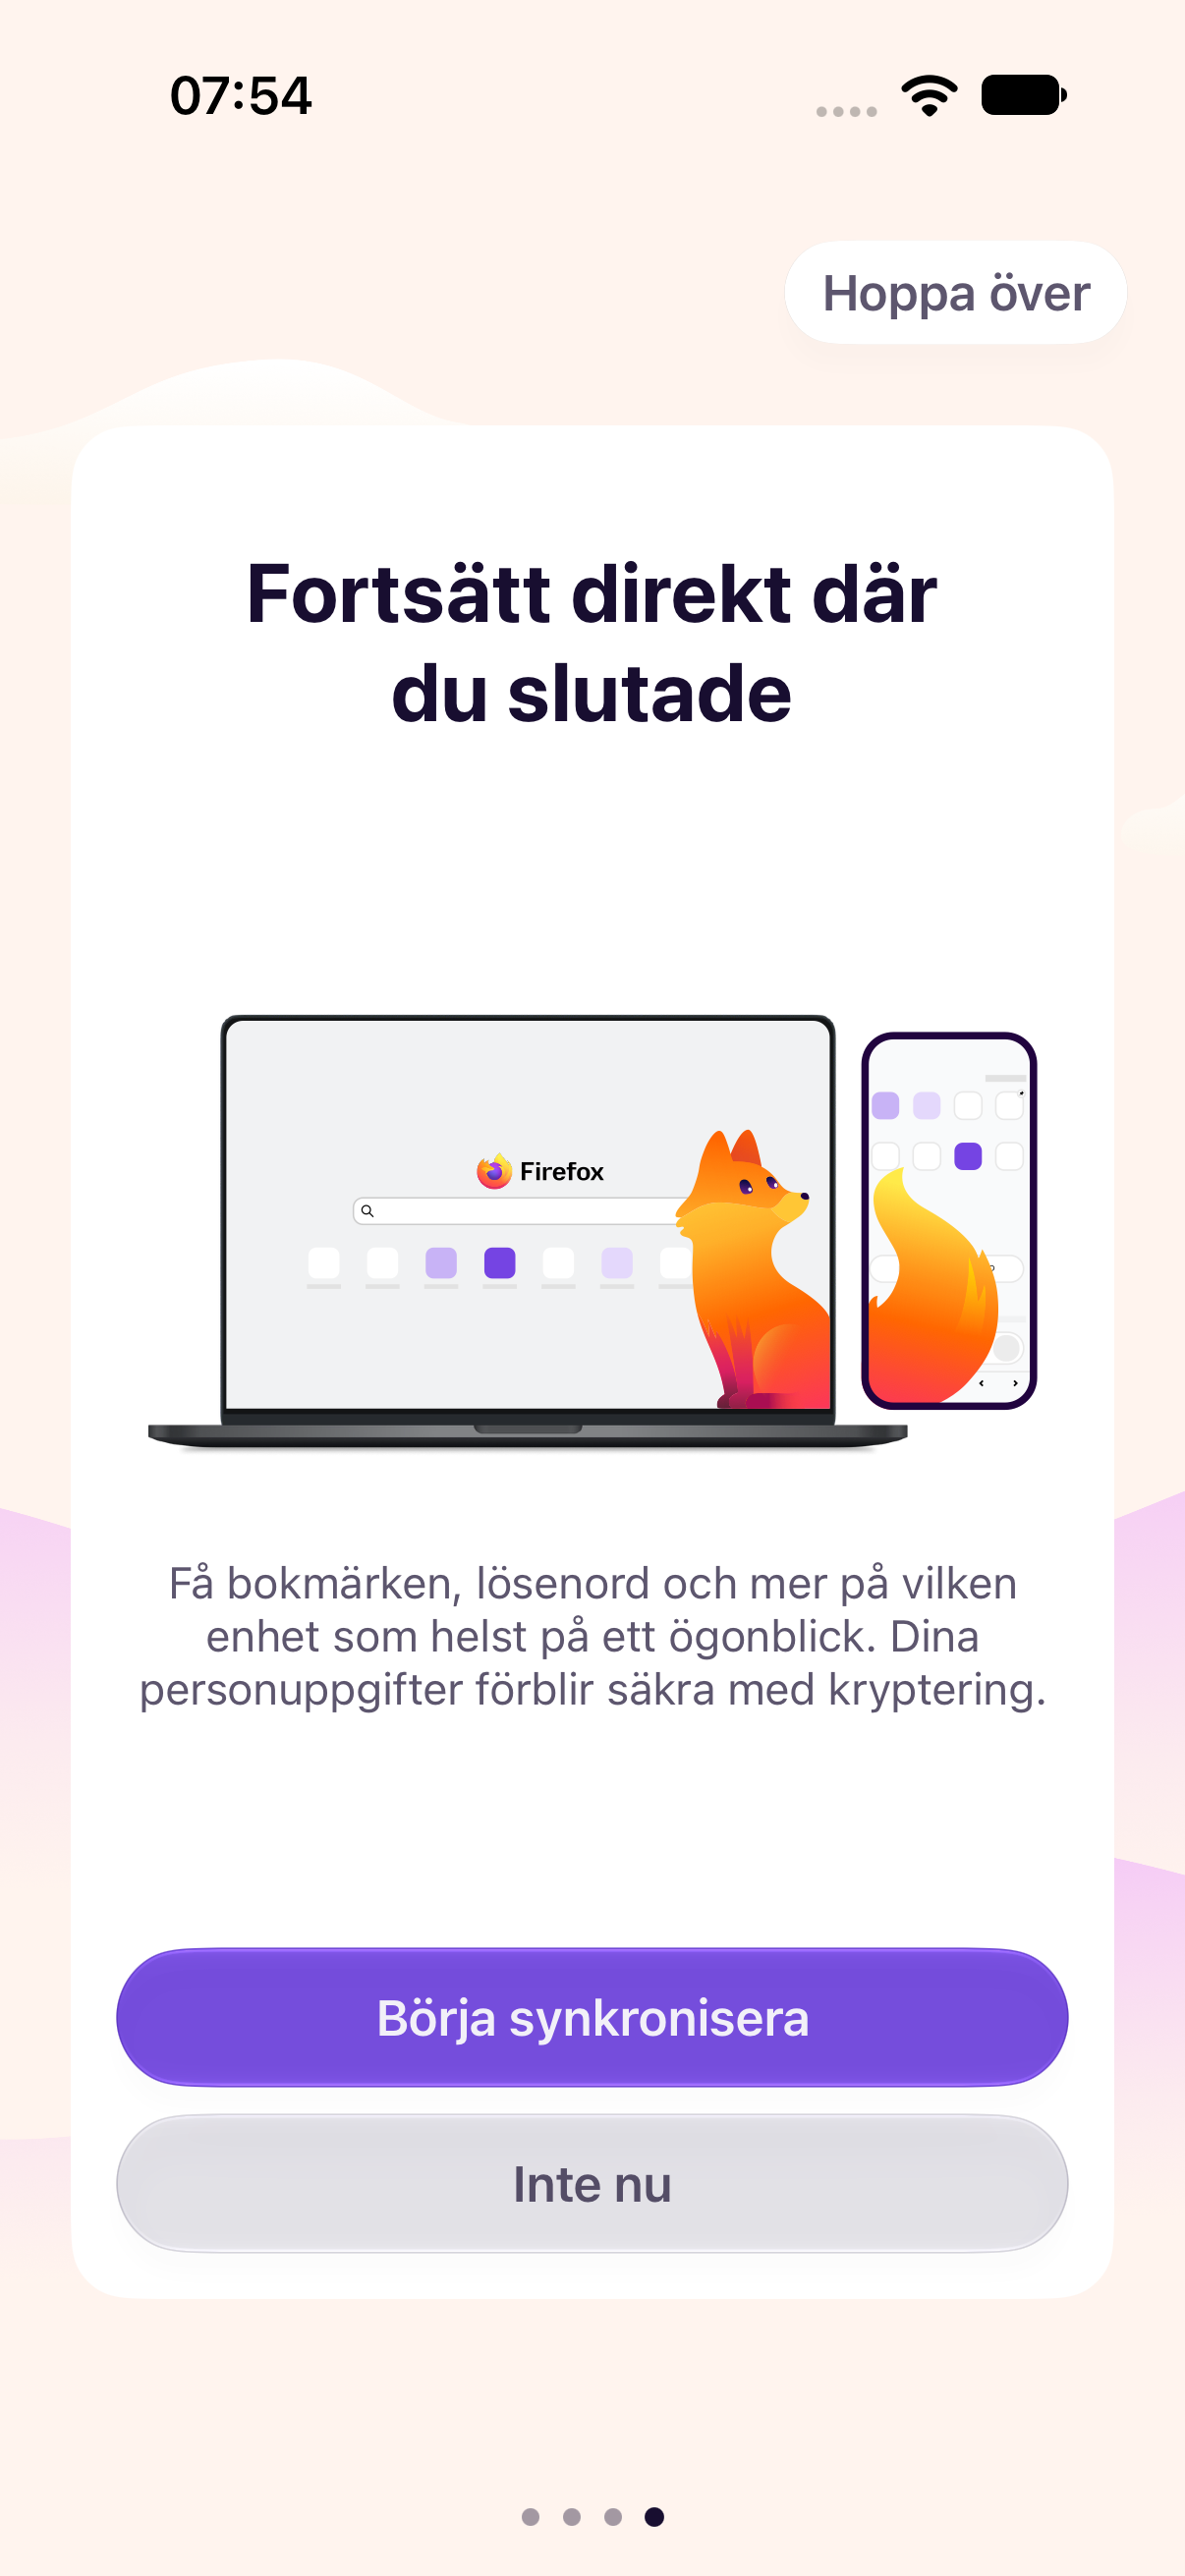 07:54
Hoppa över
Fortsätt direkt där
du slutade
Firefox
Få bokmärken, lösenord och mer på vilken
enhet som helst på ett ögonblick. Dina
personuppgifter förblir säkra med kryptering.
Börja synkronisera
Inte nu